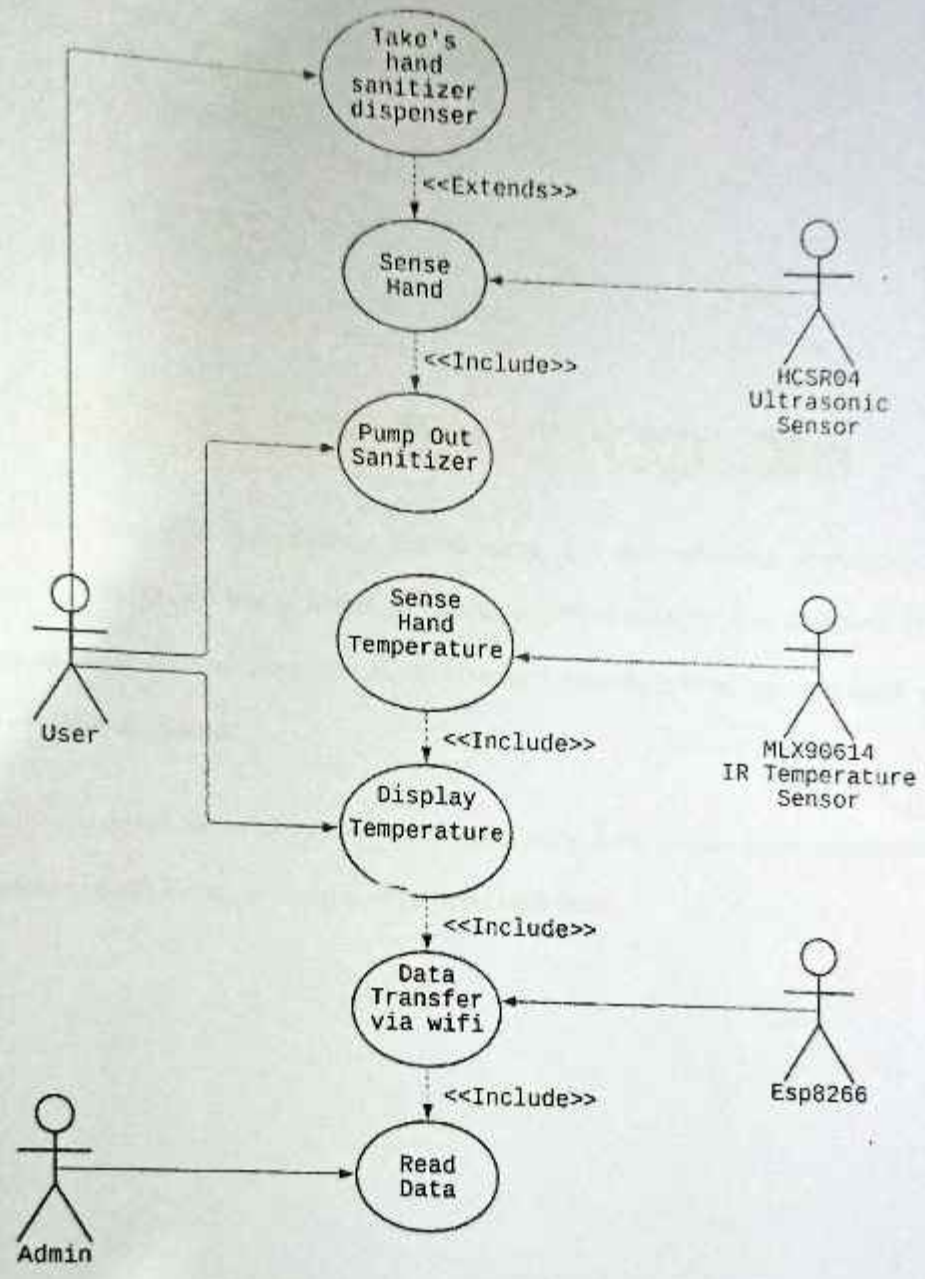 Take's
hand
sanitizer
dispenser
<<Extends>>
Sense
Hand
HCSR04
Ultrasonic
Sensor
<<Include>>
Pump Out
Sanitizer
Sense
Hand
Temperature
User
MLX90614
IR Temperature
Sensor
<<Include>>
Display
Temperature
<<Include>>
Data
Transfer
via wifi
Esp8266
<<Include>>
Read
Data
Admin